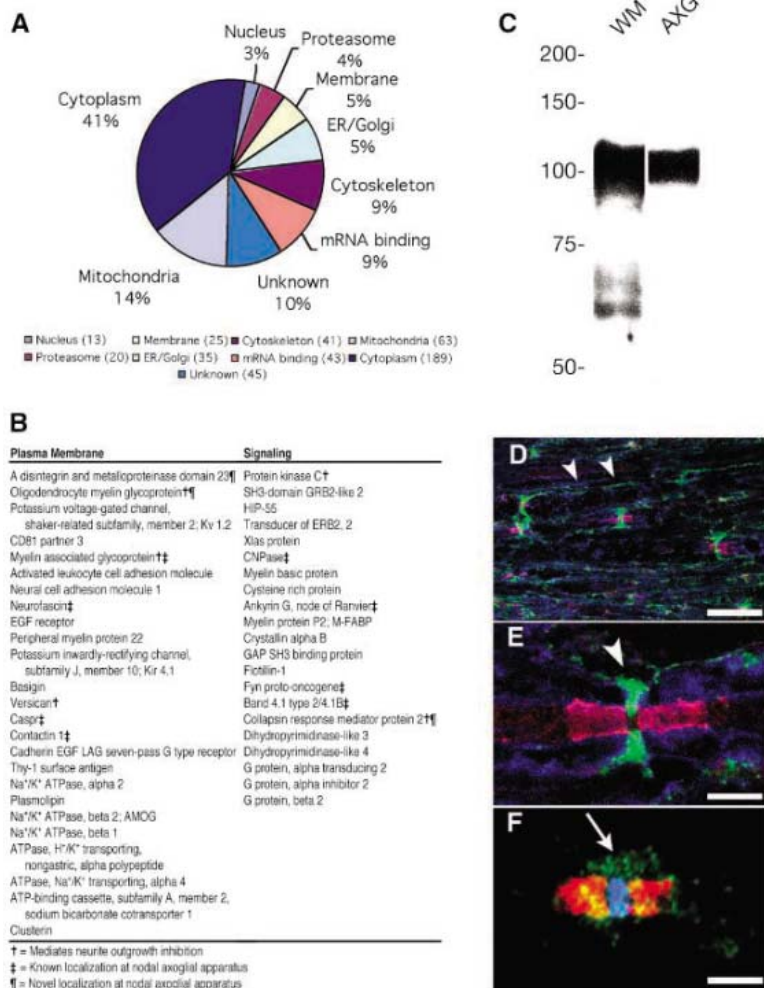 A
Nucleus
3%
Proteasome
4%
Membrane
5%
ER/Golgi
5%
Cytoskeleton
9%
mRNA binding
9%
Unknown
10%
Mitochondria
14%
Cytoplasm
41%
Nucleus (13) Membrane (25) Cytoskeleton (41) Mitochondria (63)
Proteasome (20) ER/Golgi (35) mRNA binding (43) Cytoplasm (189)
Unknown (45)
C
WM AXG
200-
150-
100-
75-
50-
B
Plasma Membrane Signaling
A disintegrin and metalloproteinase domain 23¶ Protein kinase C†
Oligodendrocyte myelin glycoprotein†¶ SH3-domain GRB2-like 2
Potassium voltage-gated channel, HIP-55
shaker-related subfamily, member 2; Kv 1.2 Transducer of ERB2, 2
CD81 partner 3 Xlas protein
Myelin associated glycoprotein†‡ CNPase‡
Activated leukocyte cell adhesion molecule Myelin basic protein
Neural cell adhesion molecule 1 Cysteine rich protein
Neurofascin‡ Ankyrin G, node of Ranvier‡
EGF receptor Myelin protein P2; M-FABP
Peripheral myelin protein 22 Crystallin alpha B
Potassium inwardly-rectifying channel, GAP SH3 binding protein
subfamily J, member 10; Kir 4.1 Flotillin-1
Basigin Fyn proto-oncogene‡
Versican† Band 4.1 type 2/4.1B‡
Caspr‡ Collapsin response mediator protein 2†¶
Contactin 1‡ Dihydropyrimidinase-like 3
Cadherin EGF LAG seven-pass G type receptor Dihydropyrimidinase-like 4
Thy-1 surface antigen G protein, alpha transducing 2
Na⁺/K⁺ ATPase, alpha 2 G protein, alpha inhibitor 2
Plasmolipin G protein, beta 2
Na⁺/K⁺ ATPase, beta 2; AMOG
Na⁺/K⁺ ATPase, beta 1
ATPase, H⁺/K⁺ transporting,
nongastric, alpha polypeptide
ATPase, Na⁺/K⁺ transporting, alpha 4
ATP-binding cassette, subfamily A, member 2,
sodium bicarbonate cotransporter 1
Clusterin
† = Mediates neurite outgrowth inhibition
‡ = Known localization at nodal axoglial apparatus
¶ = Novel localization at nodal axoglial apparatus
D
E
F